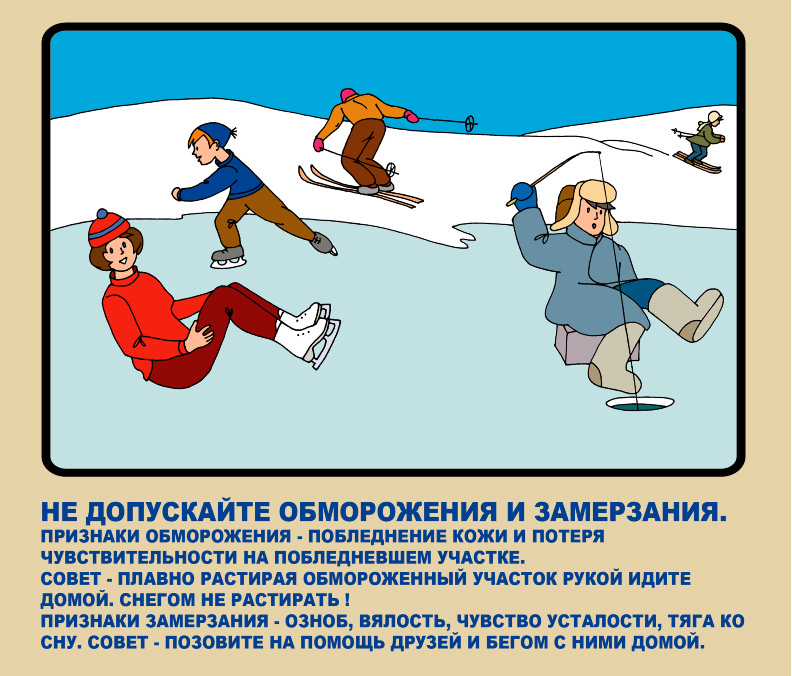 НЕ ДОПУСКАЙТЕ ОБМОРОЖЕНИЯ И ЗАМЕРЗАНИЯ.
ПРИЗНАКИ ОБМОРОЖЕНИЯ - ПОБЛЕДНЕНИЕ КОЖИ И ПОТЕРЯ
ЧУВСТВИТЕЛЬНОСТИ НА ПОБЛЕДНЕВШЕМ УЧАСТКЕ.
СОВЕТ - ПЛАВНО РАСТИРАЯ ОБМОРОЖЕННЫЙ УЧАСТОК РУКОЙ ИДИТЕ
ДОМОЙ. СНЕГОМ НЕ РАСТИРАТЬ !
ПРИЗНАКИ ЗАМЕРЗАНИЯ - ОЗНОБ, ВЯЛОСТЬ, ЧУВСТВО УСТАЛОСТИ, ТЯГА КО
СНУ. СОВЕТ - ПОЗОВИТЕ НА ПОМОЩЬ ДРУЗЕЙ И БЕГОМ С НИМИ ДОМОЙ.